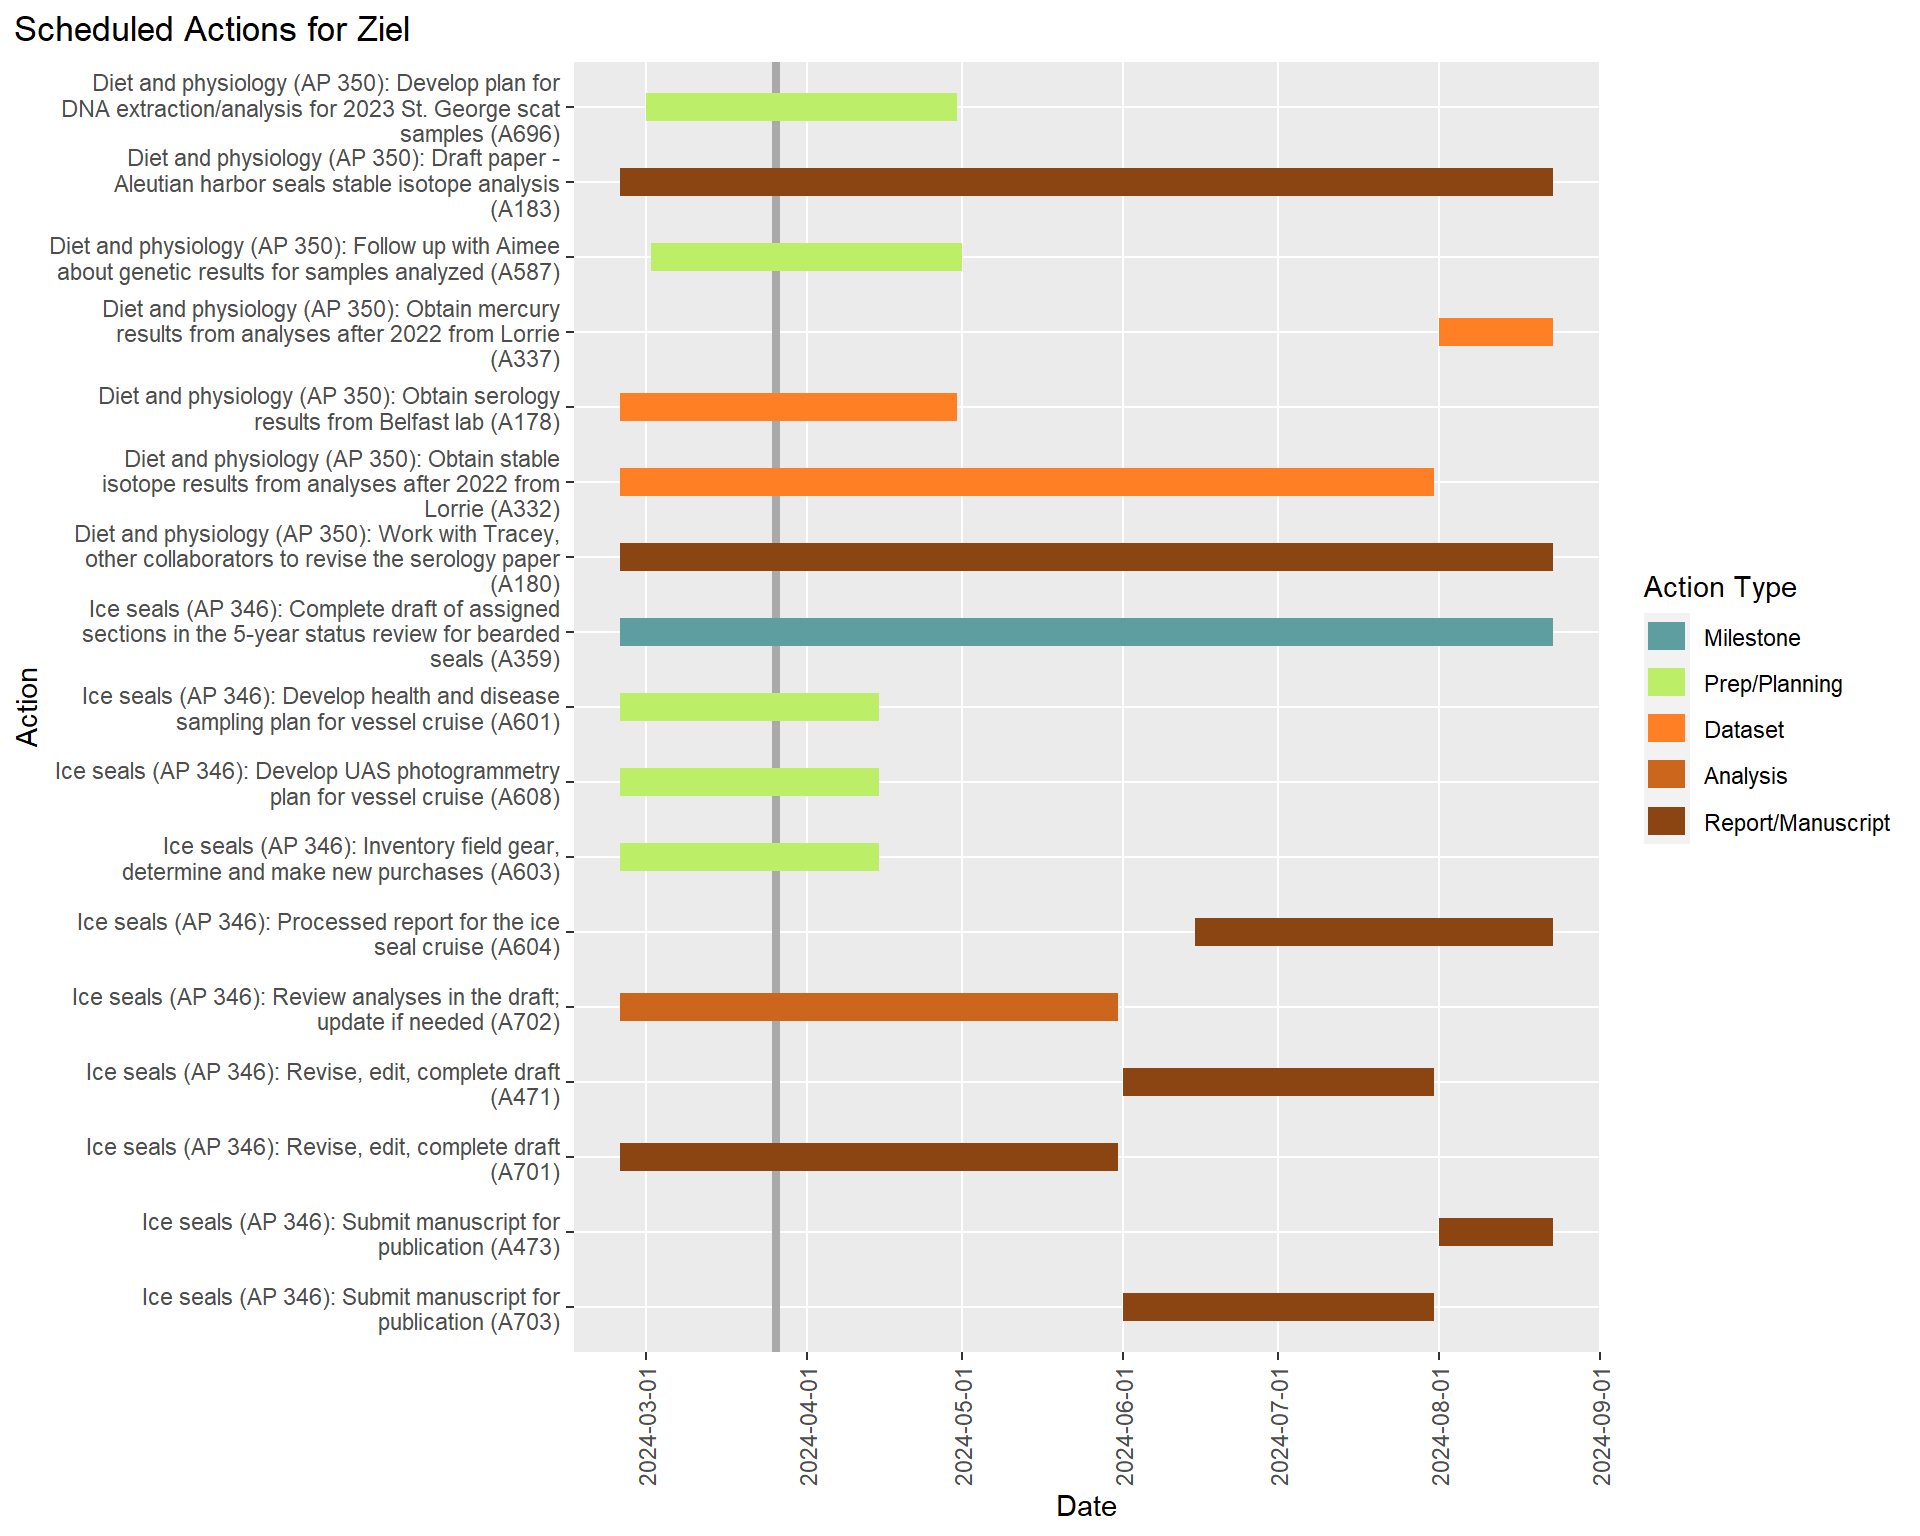 Scheduled Actions for Ziel
Diet and physiology (AP 350): Develop plan for
DNA extraction/analysis for 2023 St. George scat
samples (A696)
Diet and physiology (AP 350): Draft paper -
Aleutian harbor seals stable isotope analysis
(A183)
Diet and physiology (AP 350): Follow up with Aimee
about genetic results for samples analyzed (A587)
Diet and physiology (AP 350): Obtain mercury
results from analyses after 2022 from Lorrie
(A337)
Diet and physiology (AP 350): Obtain serology
results from Belfast lab (A178)
Diet and physiology (AP 350): Obtain stable
isotope results from analyses after 2022 from
Lorrie (A332)
Diet and physiology (AP 350): Work with Tracey,
other collaborators to revise the serology paper
(A180)
Ice seals (AP 346): Complete draft of assigned
sections in the 5-year status review for bearded
seals (A359)
Ice seals (AP 346): Develop health and disease
sampling plan for vessel cruise (A601)
Ice seals (AP 346): Develop UAS photogrammetry
plan for vessel cruise (A608)
Ice seals (AP 346): Inventory field gear,
determine and make new purchases (A603)
Ice seals (AP 346): Processed report for the ice
seal cruise (A604)
Ice seals (AP 346): Review analyses in the draft;
update if needed (A702)
Ice seals (AP 346): Revise, edit, complete draft
(A471)
Ice seals (AP 346): Revise, edit, complete draft
(A701)
Ice seals (AP 346): Submit manuscript for
publication (A473)
Ice seals (AP 346): Submit manuscript for
publication (A703)
Action
2024-03-01
2024-04-01
2024-05-01
2024-06-01
2024-07-01
2024-08-01
2024-09-01
Date
Action Type
Milestone
Prep/Planning
Dataset
Analysis
Report/Manuscript